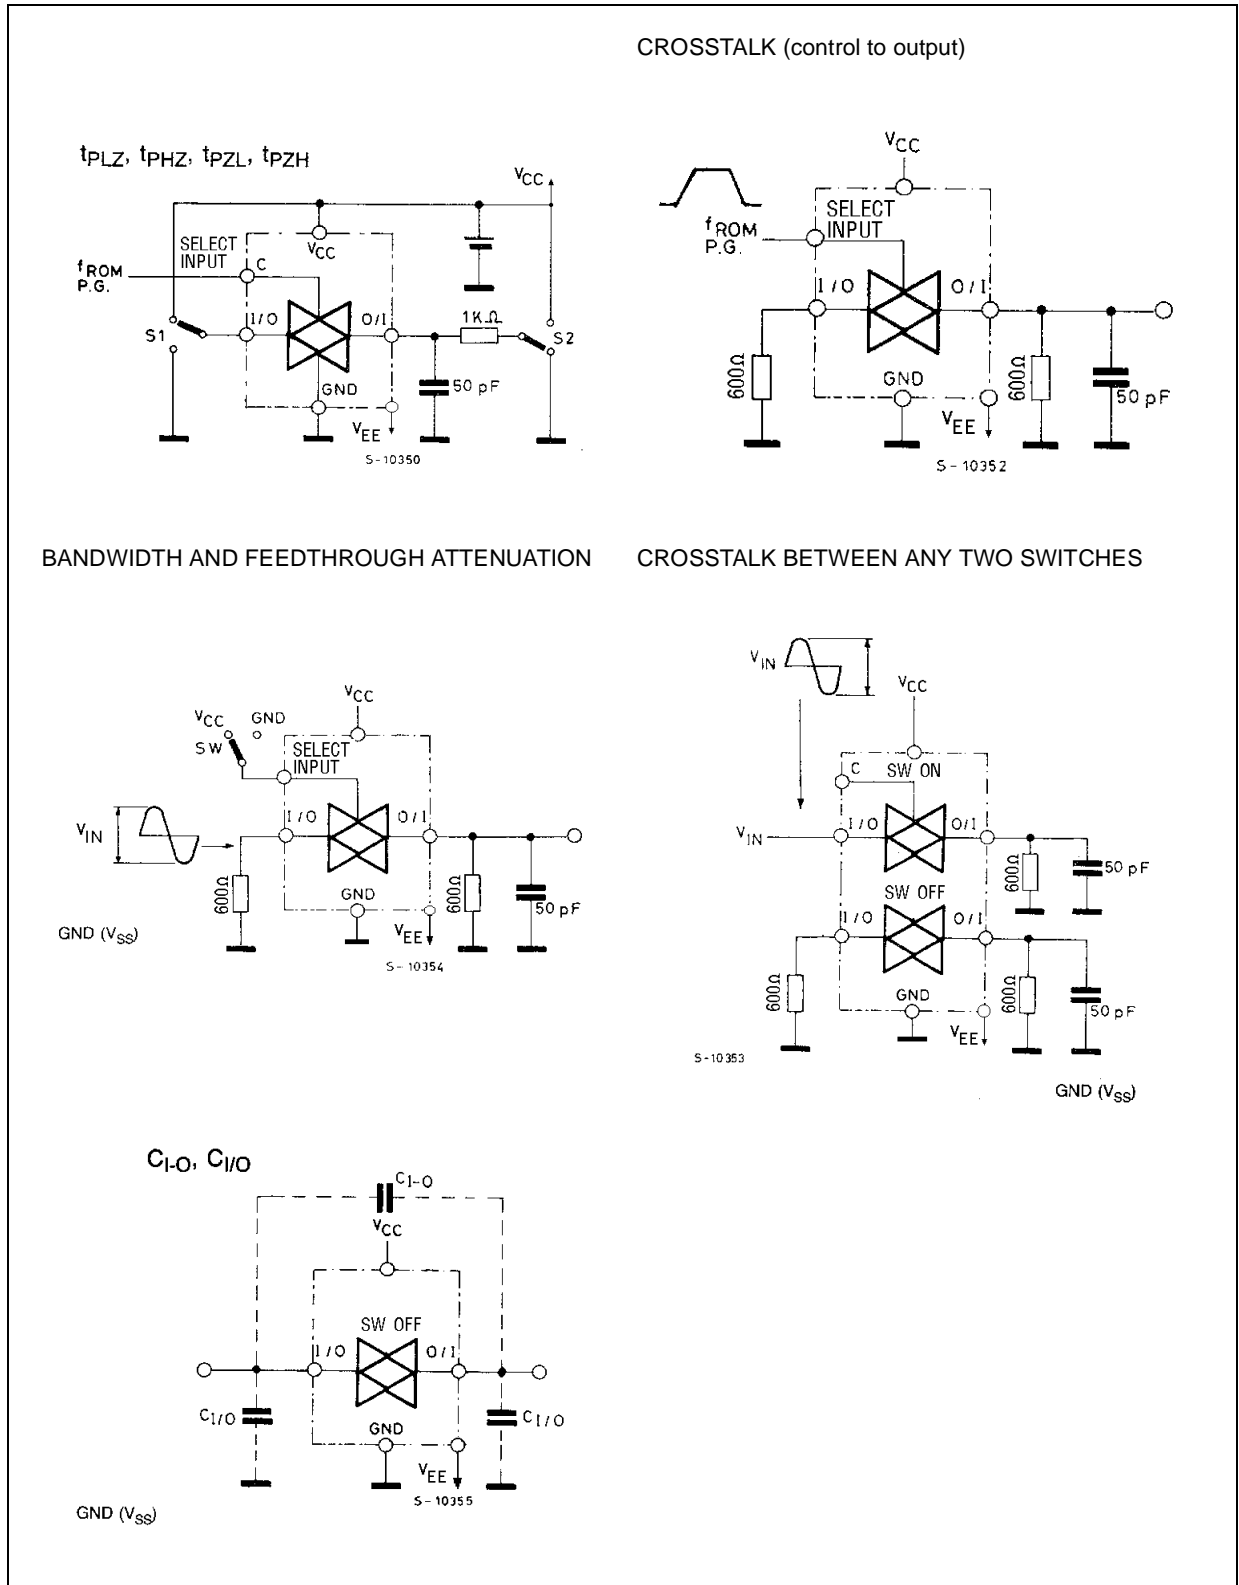 CROSSTALK (control to output)
tPLZ, tPHZ, tPZL, tPZH
VCC
SELECT
INPUT
VCC
C
fROM
P.G.
I/O
O/I
1KΩ
S1
S2
GND
50 pF
VEE
S-10350
VCC
SELECT
INPUT
fROM
P.G.
I/O
O/I
600Ω
GND
600Ω
50 pF
VEE
S-10352
BANDWIDTH AND FEEDTHROUGH ATTENUATION
VCC
VCC
GND
SW
SELECT
INPUT
VIN
I/O
O/I
600Ω
GND
600Ω
50 pF
GND (VSS)
VEE
S-10354
CROSSTALK BETWEEN ANY TWO SWITCHES
VIN
VCC
C
SW ON
VIN
I/O
O/I
600Ω
50 pF
SW OFF
I/O
O/I
600Ω
GND
600Ω
50 pF
VEE
S-10353
GND (VSS)
CI-O, CI/O
CI-O
VCC
SW OFF
I/O
O/I
CI/O
GND
CI/O
VEE
S-10355
GND (VSS)